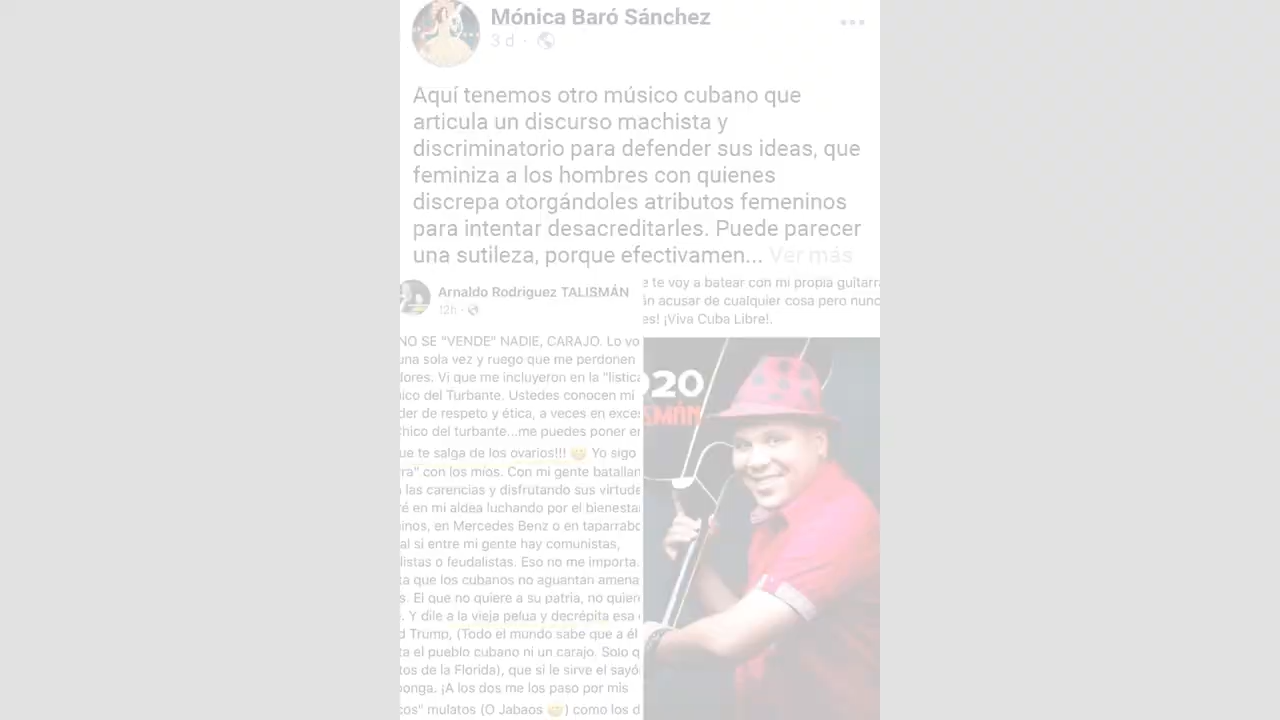 Mónica Baró Sánchez
3 d ·
Aquí tenemos otro músico cubano que
articula un discurso machista y
discriminatorio para defender sus ideas, que
feminiza a los hombres con quienes
discrepa otorgándoles atributos femeninos
para intentar desacreditarles. Puede parecer
una sutileza, porque efectivamen... Ver más
Arnaldo Rodriguez TALISMÁN
12h ·
NO SE "VENDE" NADIE, CARAJO. Lo vo
una sola vez y ruego que me perdonen
dores. Vi que me incluyeron en la "listica
hico del Turbante. Ustedes conocen mi
der de respeto y ética, a veces en exces
Chico del turbante...me puedes poner en
ue te salga de los ovarios!!! 😁 Yo sigo
rra" con los míos. Con mi gente batallan
las carencias y disfrutando sus virtude
ré en mi aldea luchando por el bienestar
inos, en Mercedes Benz o en taparrabo
al si entre mi gente hay comunistas,
listas o feudalistas. Eso no me importa.
ta que los cubanos no aguantan amena
s. El que no quiere a su patria, no quiere
. Y dile a la vieja pelua y decrépita esa
d Trump, (Todo el mundo sabe que a él
ta el pueblo cubano ni un carajo. Solo q
tos de la Florida), que si le sirve el sayó
ponga. ¡A los dos me los paso por mis
cos" mulatos (O Jabaos 😁) como los d
e te voy a batear con mi propia guitarra
án acusar de cualquier cosa pero nunc
es! ¡Viva Cuba Libre!.
020
SMÁN